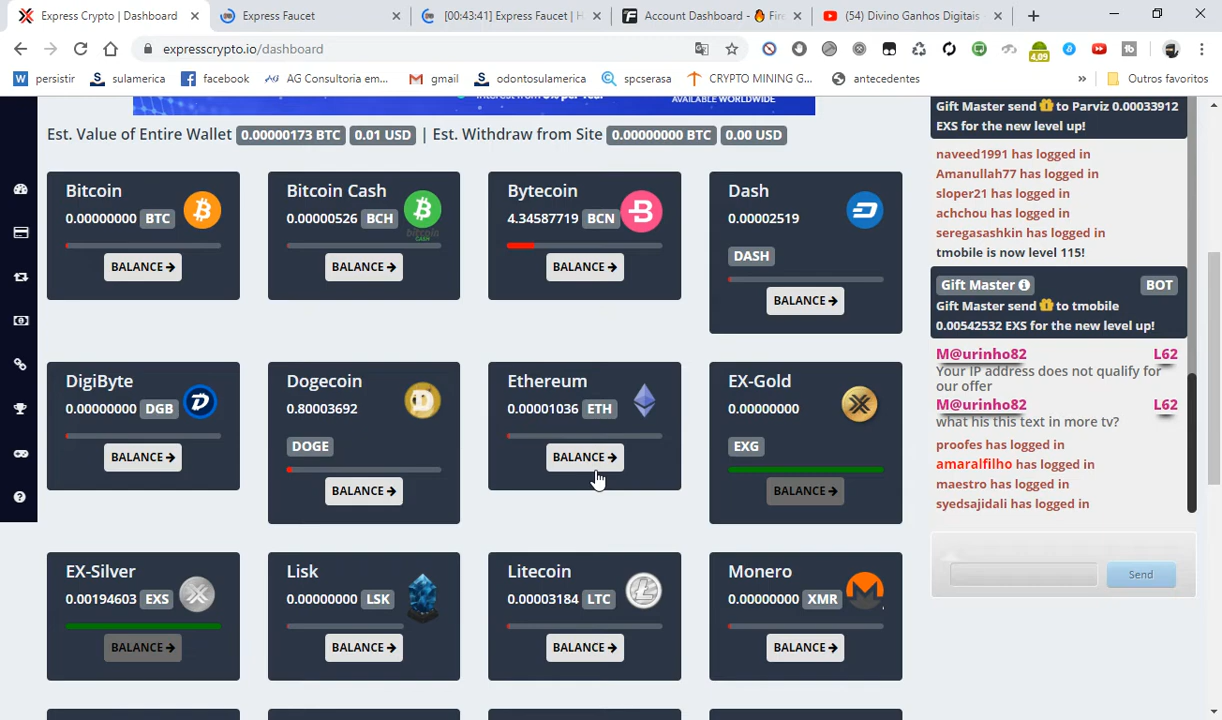 Express Crypto | Dashboard
Express Faucet
[00:43:41] Express Faucet | H
Account Dashboard - 🔥 Fire
(54) Divino Ganhos Digitais -
expresscrypto.io/dashboard
4,09
persistir
sulamerica
facebook
AG Consultoria em...
gmail
odontosulamerica
spcserasa
CRYPTO MINING G...
antecedentes
»
Outros favoritos
AVAILABLE WORLDWIDE
Est. Value of Entire Wallet 0.00000173 BTC 0.01 USD | Est. Withdraw from Site 0.00000000 BTC 0.00 USD
Bitcoin
0.00000000 BTC
BALANCE →
Bitcoin Cash
0.00000526 BCH
BALANCE →
Bytecoin
4.34587719 BCN
BALANCE →
Dash
0.00002519
DASH
BALANCE →
DigiByte
0.00000000 DGB
BALANCE →
Dogecoin
0.80003692
DOGE
BALANCE →
Ethereum
0.00001036 ETH
BALANCE →
EX-Gold
0.00000000
EXG
BALANCE →
EX-Silver
0.00194603 EXS
BALANCE →
Lisk
0.00000000 LSK
BALANCE →
Litecoin
0.00003184 LTC
BALANCE →
Monero
0.00000000 XMR
BALANCE →
Gift Master send 🎁 to Parviz 0.00033912
EXS for the new level up!
naveed1991 has logged in
Amanullah77 has logged in
sloper21 has logged in
achchou has logged in
seregasashkin has logged in
tmobile is now level 115!
Gift Master BOT
Gift Master send 🎁 to tmobile
0.00542532 EXS for the new level up!
M@urinho82 L62
Your IP address does not qualify for
our offer
M@urinho82 L62
what his this text in more tv?
proofes has logged in
amaralfilho has logged in
maestro has logged in
syedsajidali has logged in
Send